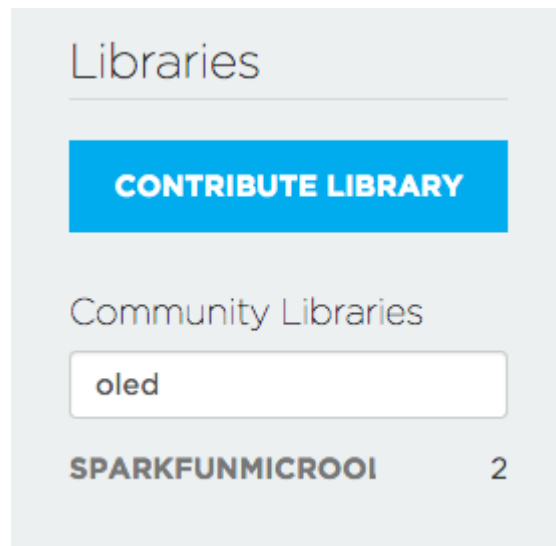 Libraries
CONTRIBUTE LIBRARY
Community Libraries
oled
SPARKFUNMICROOL 2